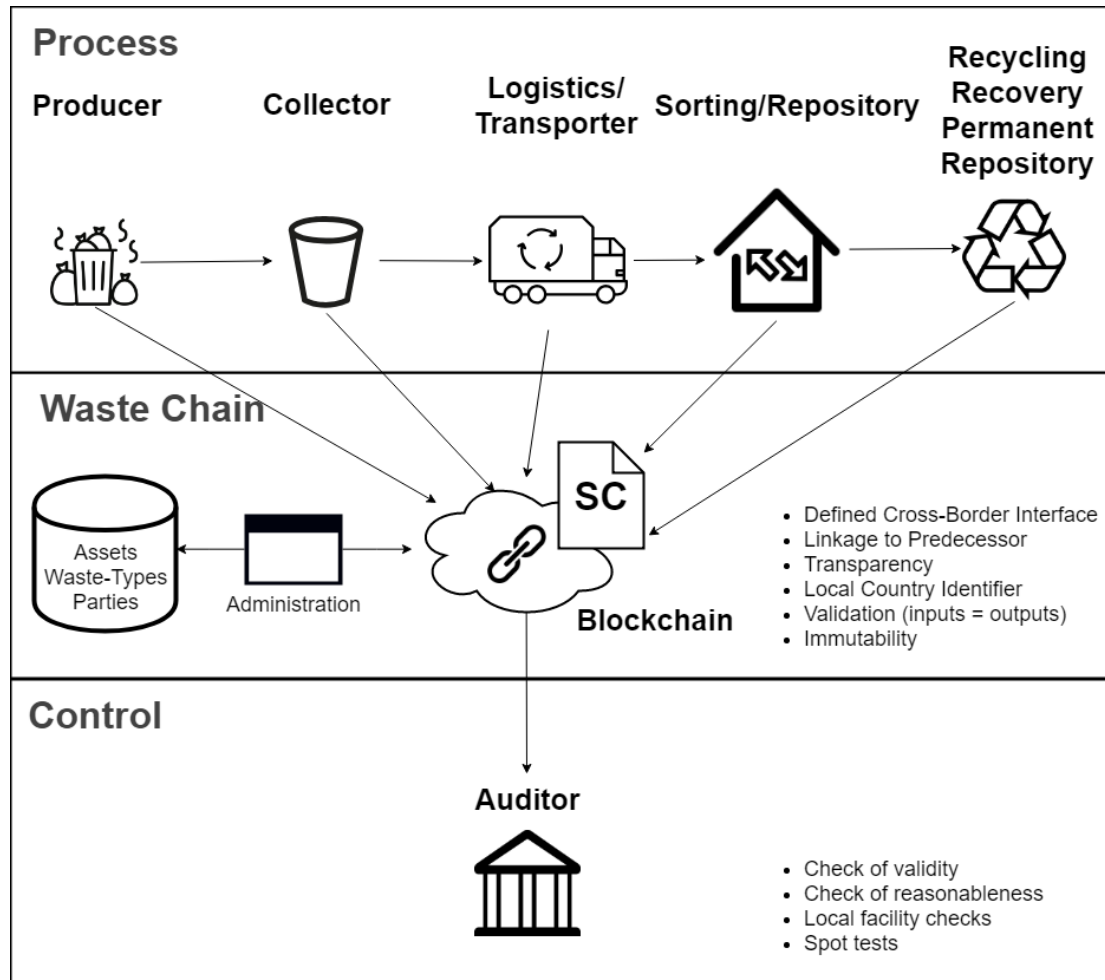 Process
Producer
Collector
Logistics/
Transporter
Sorting/Repository
Recycling
Recovery
Permanent
Repository
Waste Chain
Assets
Waste-Types
Parties
Administration
SC
Blockchain
• Defined Cross-Border Interface
• Linkage to Predecessor
• Transparency
• Local Country Identifier
• Validation (inputs = outputs)
• Immutability
Control
Auditor
• Check of validity
• Check of reasonableness
• Local facility checks
• Spot tests